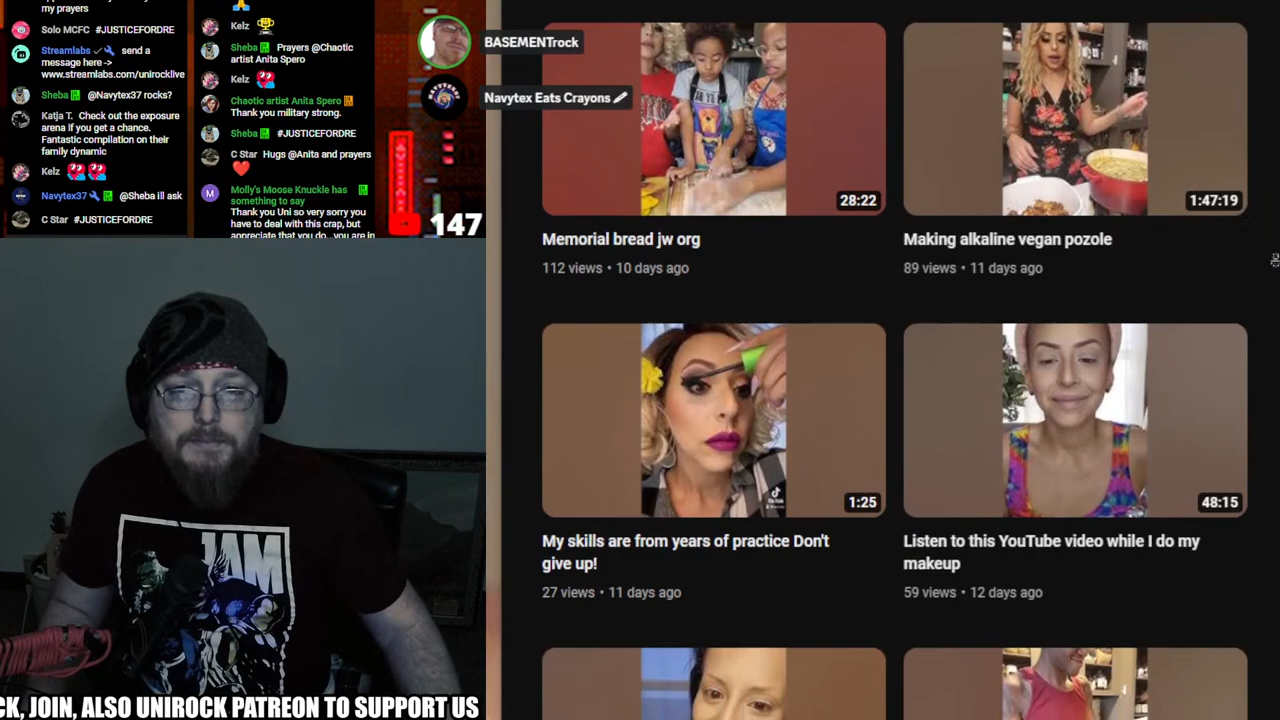 my prayers
Solo MCFC #JUSTICEFORDRE
Streamlabs send a
message here ->
www.streamlabs.com/unirocklive
Sheba @Navytex37 rocks?
Katja T. Check out the exposure
arena if you get a chance.
Fantastic compilation on their
family dynamic
Kelz
Navytex37 @Sheba ill ask
C Star #JUSTICEFORDRE
Kelz
Sheba Prayers @Chaotic
artist Anita Spero
Kelz
Chaotic artist Anita Spero
Thank you military strong.
Sheba #JUSTICEFORDRE
C Star Hugs @Anita and prayers
M Molly's Moose Knuckle has
something to say
Thank you Uni so very sorry you
have to deal with this crap, but
appreciate that you do...you are in
147
BASEMENTrock
Navytex Eats Crayons
JAM
CK, JOIN, ALSO UNIROCK PATREON TO SUPPORT US
28:22
1:47:19
Memorial bread jw org
Making alkaline vegan pozole
112 views • 10 days ago
89 views • 11 days ago
1:25
48:15
My skills are from years of practice Don't
give up!
Listen to this YouTube video while I do my
makeup
27 views • 11 days ago
59 views • 12 days ago